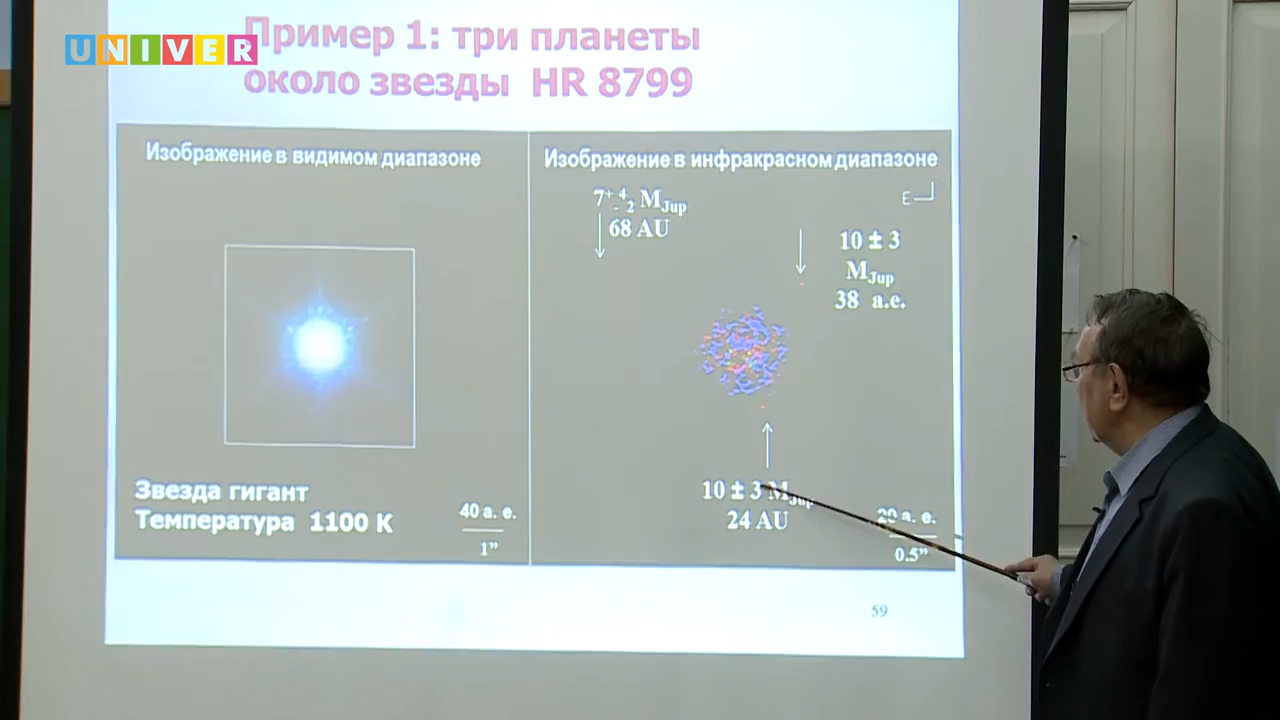 UNIVER
Пример 1: три планеты
около звезды HR 8799
Изображение в видимом диапазоне
Звезда гигант
Температура 1100 К
40 а. е.
1”
Изображение в инфракрасном диапазоне
7+4-2 MJup
68 AU
E
10 ± 3
MJup
38 а.е.
10 ± 3 MJup
24 AU
20 а. е.
0.5”
59